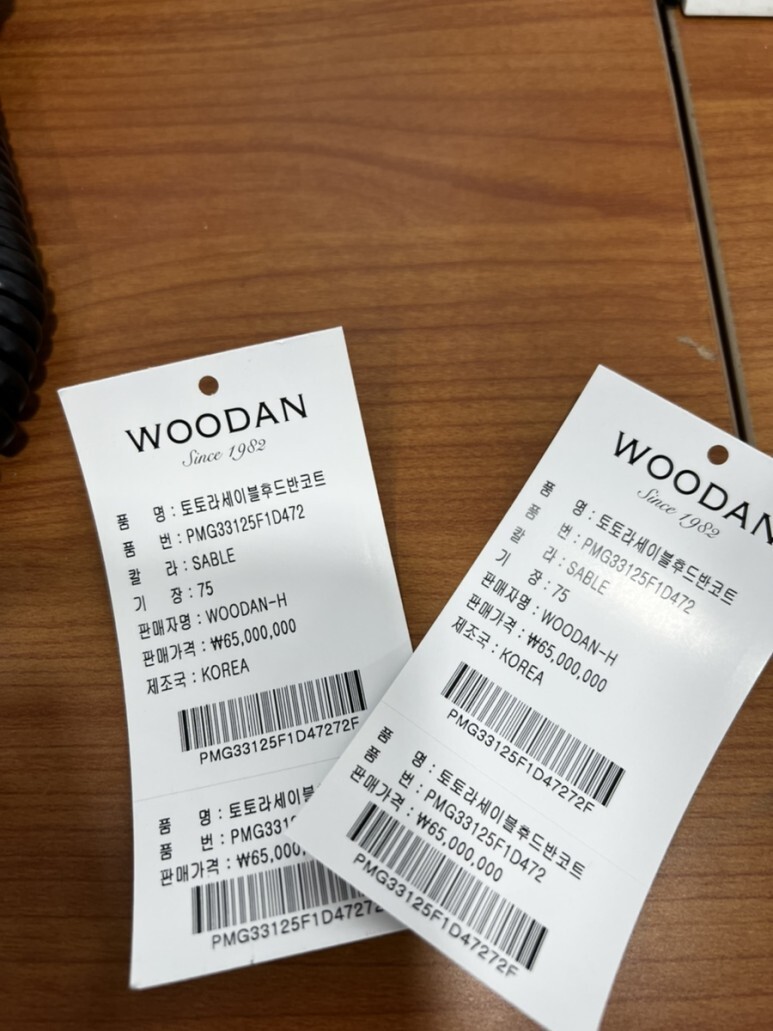 WOODAN
Since 1982
품 명 : 토토라세이블후드반코트
품 번 : PMG33125F1D472
칼 라 : SABLE
기 장 : 75
판매자명 : WOODAN-H
판매가격 : ₩65,000,000
제조국 : KOREA
PMG33125F1D47272F
품 명 : 토토라세이블
품 번 : PMG331
판매가격 : ₩65,000,
PMG33125F1D47272
WOODAN
Since 1982
품 명 : 토토라세이블후드반코트
품 번 : PMG33125F1D472
칼 라 : SABLE
기 장 : 75
판매자명 : WOODAN-H
판매가격 : ₩65,000,000
제조국 : KOREA
PMG33125F1D47272F
품 명 : 토토라세이블후드반코트
품 번 : PMG33125F1D472
판매가격 : ₩65,000,000
PMG33125F1D47272F